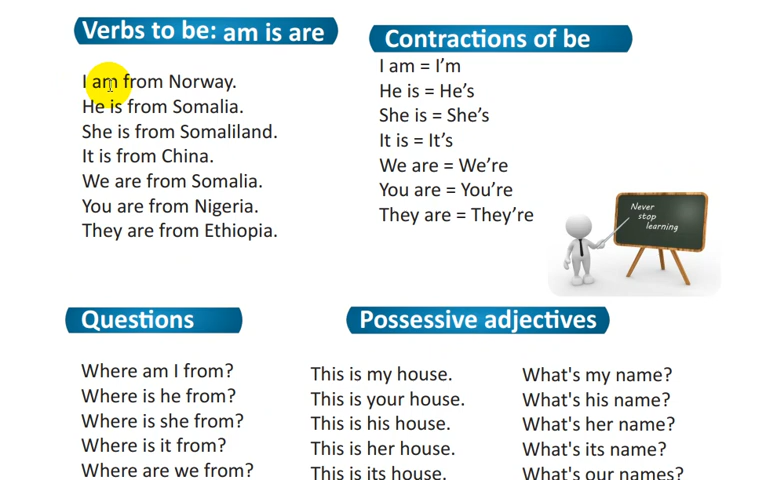 Verbs to be: am is are
I am from Norway.
He is from Somalia.
She is from Somaliland.
It is from China.
We are from Somalia.
You are from Nigeria.
They are from Ethiopia.
Contractions of be
I am = I’m
He is = He’s
She is = She’s
It is = It’s
We are = We’re
You are = You’re
They are = They’re
Never
stop
learning
Questions
Where am I from?
Where is he from?
Where is she from?
Where is it from?
Where are we from?
Possessive adjectives
This is my house.
This is your house.
This is his house.
This is her house.
This is its house.
What's my name?
What's his name?
What's her name?
What's its name?
What's our names?